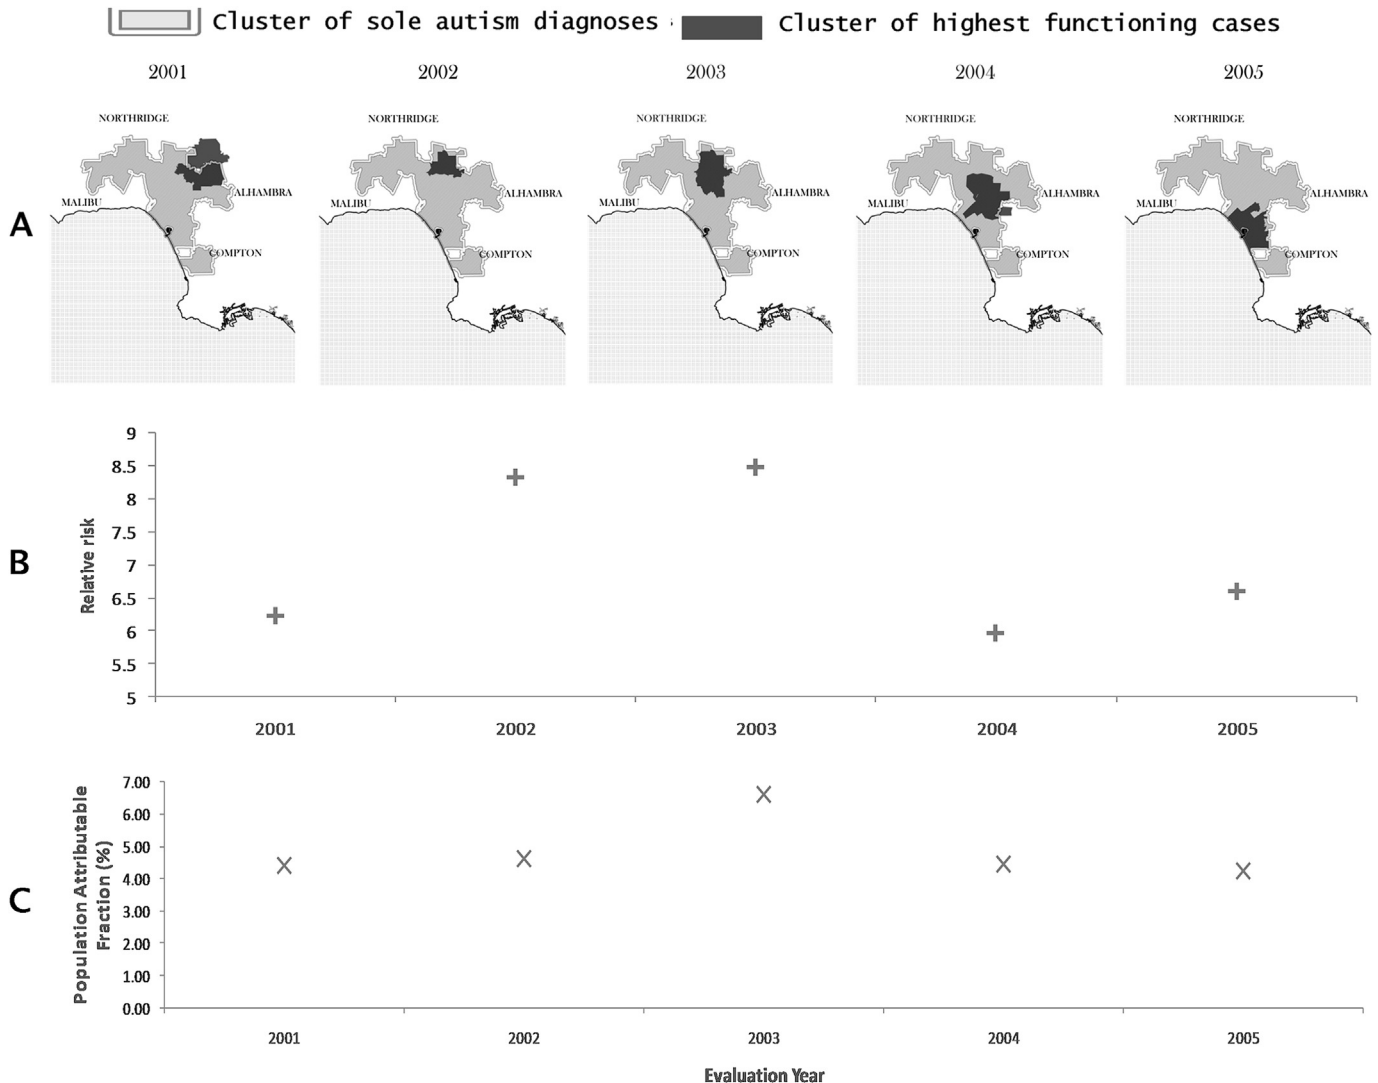 Cluster of sole autism diagnoses
Cluster of highest functioning cases
2001 2002 2003 2004 2005
NORTHRIDGE NORTHRIDGE NORTHRIDGE NORTHRIDGE NORTHRIDGE
ALHAMBRA ALHAMBRA ALHAMBRA ALHAMBRA ALHAMBRA
MALIBU MALIBU MALIBU MALIBU MALIBU
A
COMPTON COMPTON COMPTON COMPTON COMPTON
B
Relative risk
9
8.5
8
7.5
7
6.5
6
5.5
5
2001 2002 2003 2004 2005
C
Population Attributable
Fraction (%)
7.00
6.00
5.00
4.00
3.00
2.00
1.00
0.00
2001 2002 2003 2004 2005
Evaluation Year